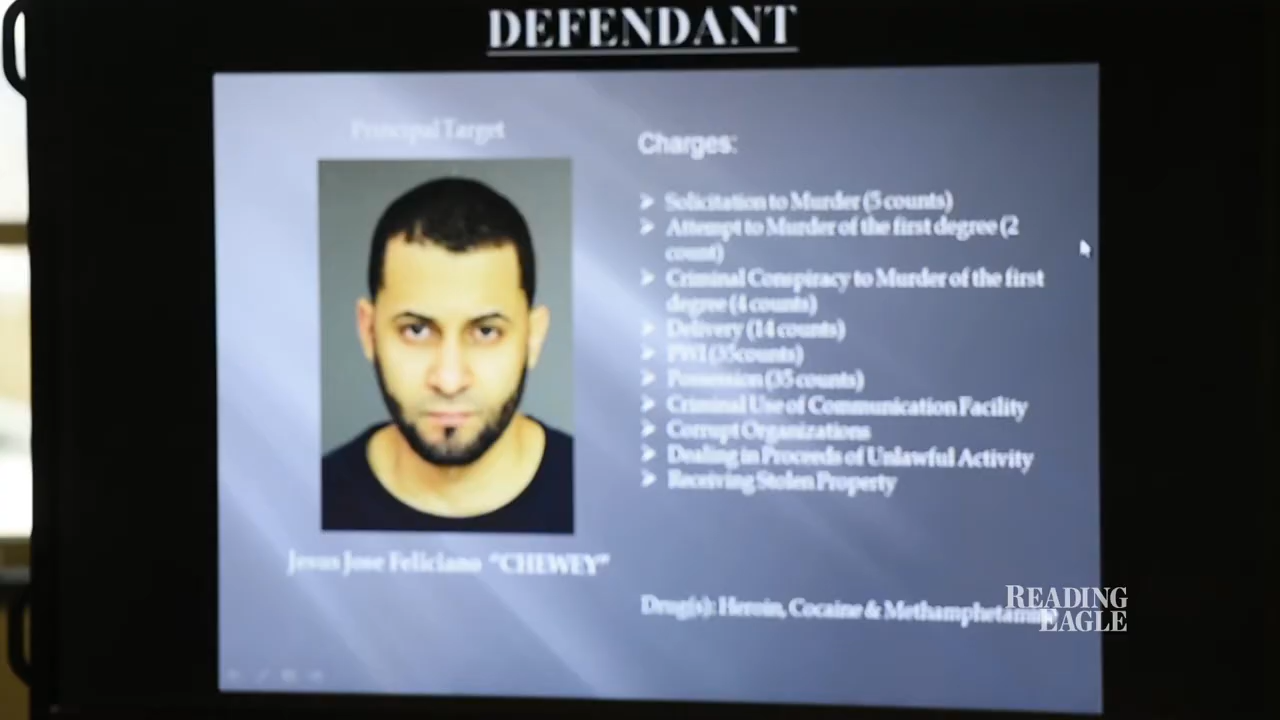 DEFENDANT
Principal Target
Charges:
Solicitation to Murder (5 counts)
Attempt to Murder of the first degree (2
count)
Criminal Conspiracy to Murder of the first
degree (4 counts)
Delivery (14 counts)
PWI (35counts)
Possession (35 counts)
Criminal Use of Communication Facility
Corrupt Organizations
Dealing in Proceeds of Unlawful Activity
Receiving Stolen Property
Jesus Jose Feliciano "CHEWEY"
Drug(s): Heroin, Cocaine & Methamphetamine
READING
EAGLE